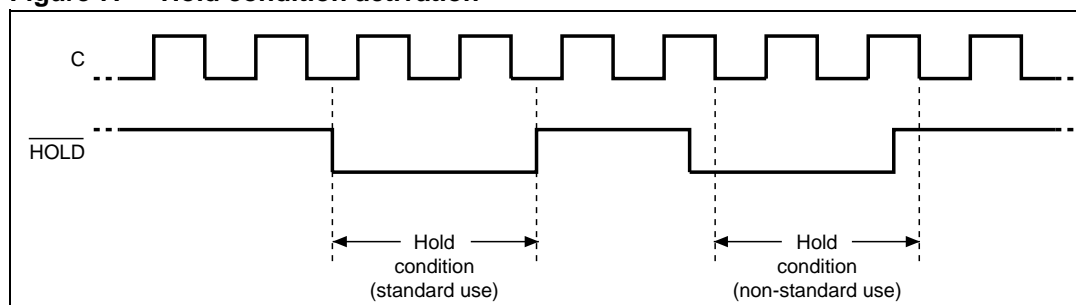 C
HOLD
Hold
condition
(standard use)
Hold
condition
(non-standard use)